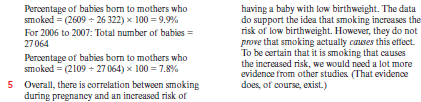 Percentage of babies born to mothers who
smoked = (2609 ÷ 26 322) × 100 = 9.9%
For 2006 to 2007: Total number of babies =
27 064
Percentage of babies born to mothers who
smoked = (2109 ÷ 27 064) × 100 = 7.8%
5 Overall, there is correlation between smoking
during pregnancy and an increased risk of
having a baby with low birthweight. The data
do support the idea that smoking increases the
risk of low birthweight. However, they do not
prove that smoking actually causes this effect.
To be certain that it is smoking that causes
the increased risk, we would need a lot more
evidence from other studies. (That evidence
does, of course, exist.)